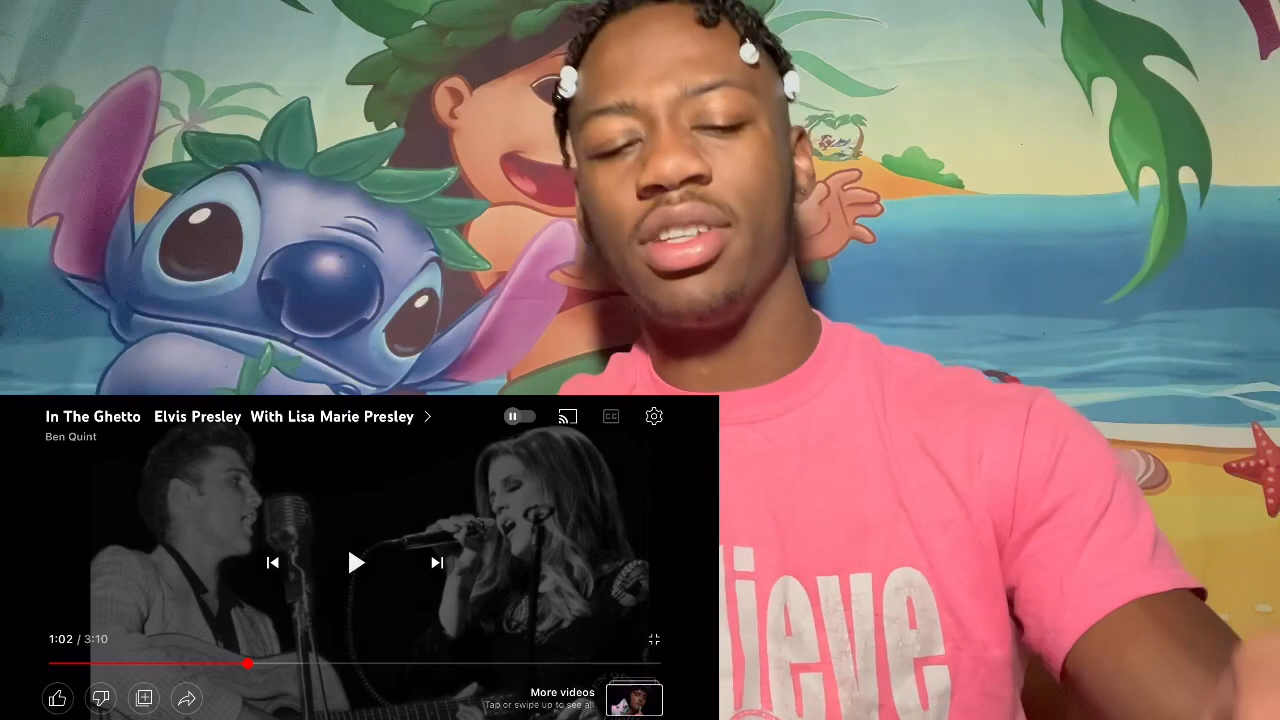 In The Ghetto Elvis Presley With Lisa Marie Presley
Ben Quint
CC
1:02 / 3:10
More videos
Tap or swipe up to see all
lieve